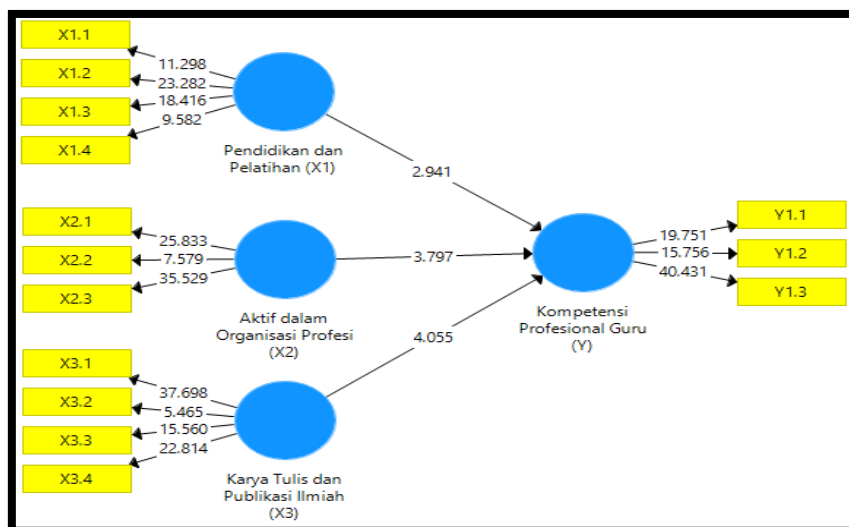 X1.1
11.298
X1.2
23.282
X1.3
18.416
9.582
X1.4
Pendidikan dan
Pelatihan (X1)
2.941
X2.1
25.833
X2.2
7.579
X2.3
35.529
Aktif dalam
Organisasi Profesi
(X2)
3.797
X3.1
37.698
X3.2
5.465
X3.3
15.560
22.814
X3.4
Karya Tulis dan
Publikasi Ilmiah
(X3)
4.055
Kompetensi
Profesional Guru
(Y)
19.751
Y1.1
15.756
Y1.2
40.431
Y1.3